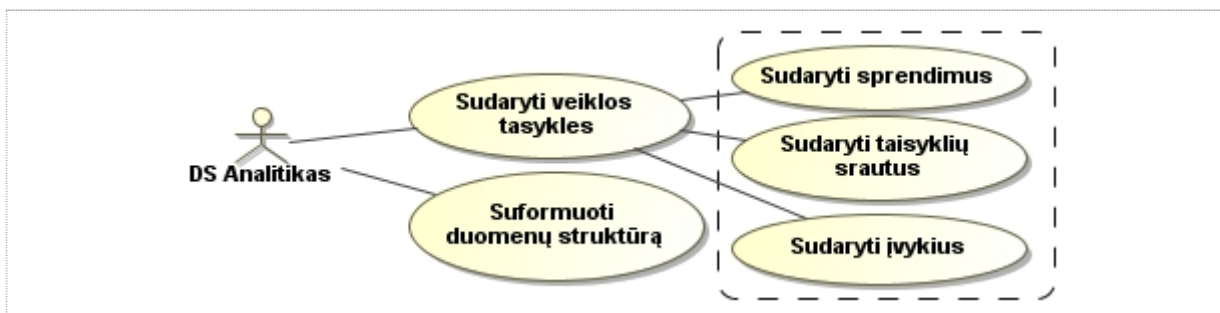 DS Analitikas
Sudaryti veiklos
tasykles
Suformuoti
duomenų struktūrą
Sudaryti sprendimus
Sudaryti taisyklių
srautus
Sudaryti įvykius